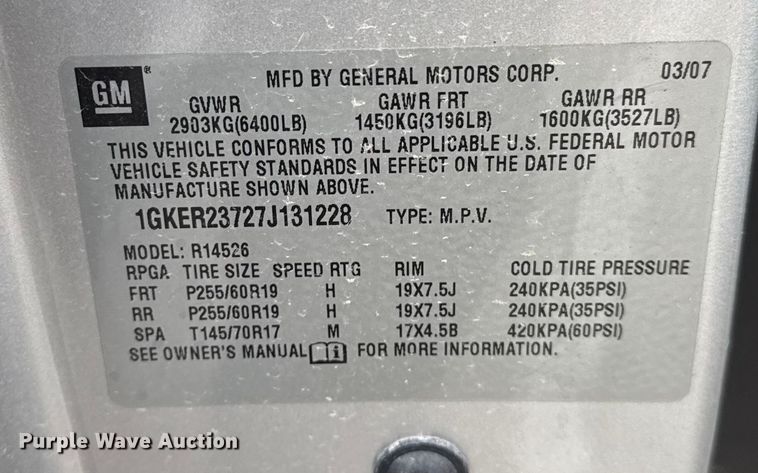 GM ® MFD BY GENERAL MOTORS CORP. 03/07
GVWR GAWR FRT GAWR RR
2903KG(6400LB) 1450KG(3196LB) 1600KG(3527LB)
THIS VEHICLE CONFORMS TO ALL APPLICABLE U.S. FEDERAL MOTOR
VEHICLE SAFETY STANDARDS IN EFFECT ON THE DATE OF
MANUFACTURE SHOWN ABOVE.
1GKER23727J131228 TYPE: M.P.V.
MODEL: R14526
RPGA TIRE SIZE SPEED RTG RIM COLD TIRE PRESSURE
FRT P255/60R19 H 19X7.5J 240KPA(35PSI)
RR P255/60R19 H 19X7.5J 240KPA(35PSI)
SPA T145/70R17 M 17X4.5B 420KPA(60PSI)
SEE OWNER'S MANUAL i FOR MORE INFORMATION.
Purple Wave Auction